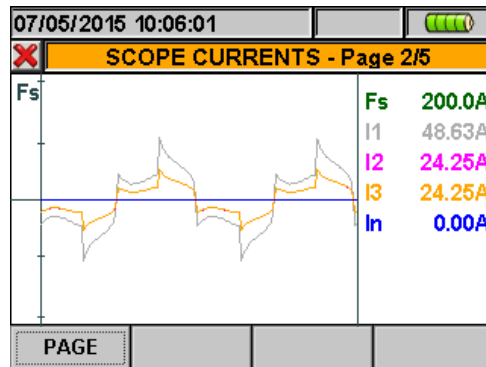 07/05/2015 10:06:01
SCOPE CURRENTS - Page 2/5
Fs
Fs 200.0A
I1 48.63A
I2 24.25A
I3 24.25A
In 0.00A
PAGE